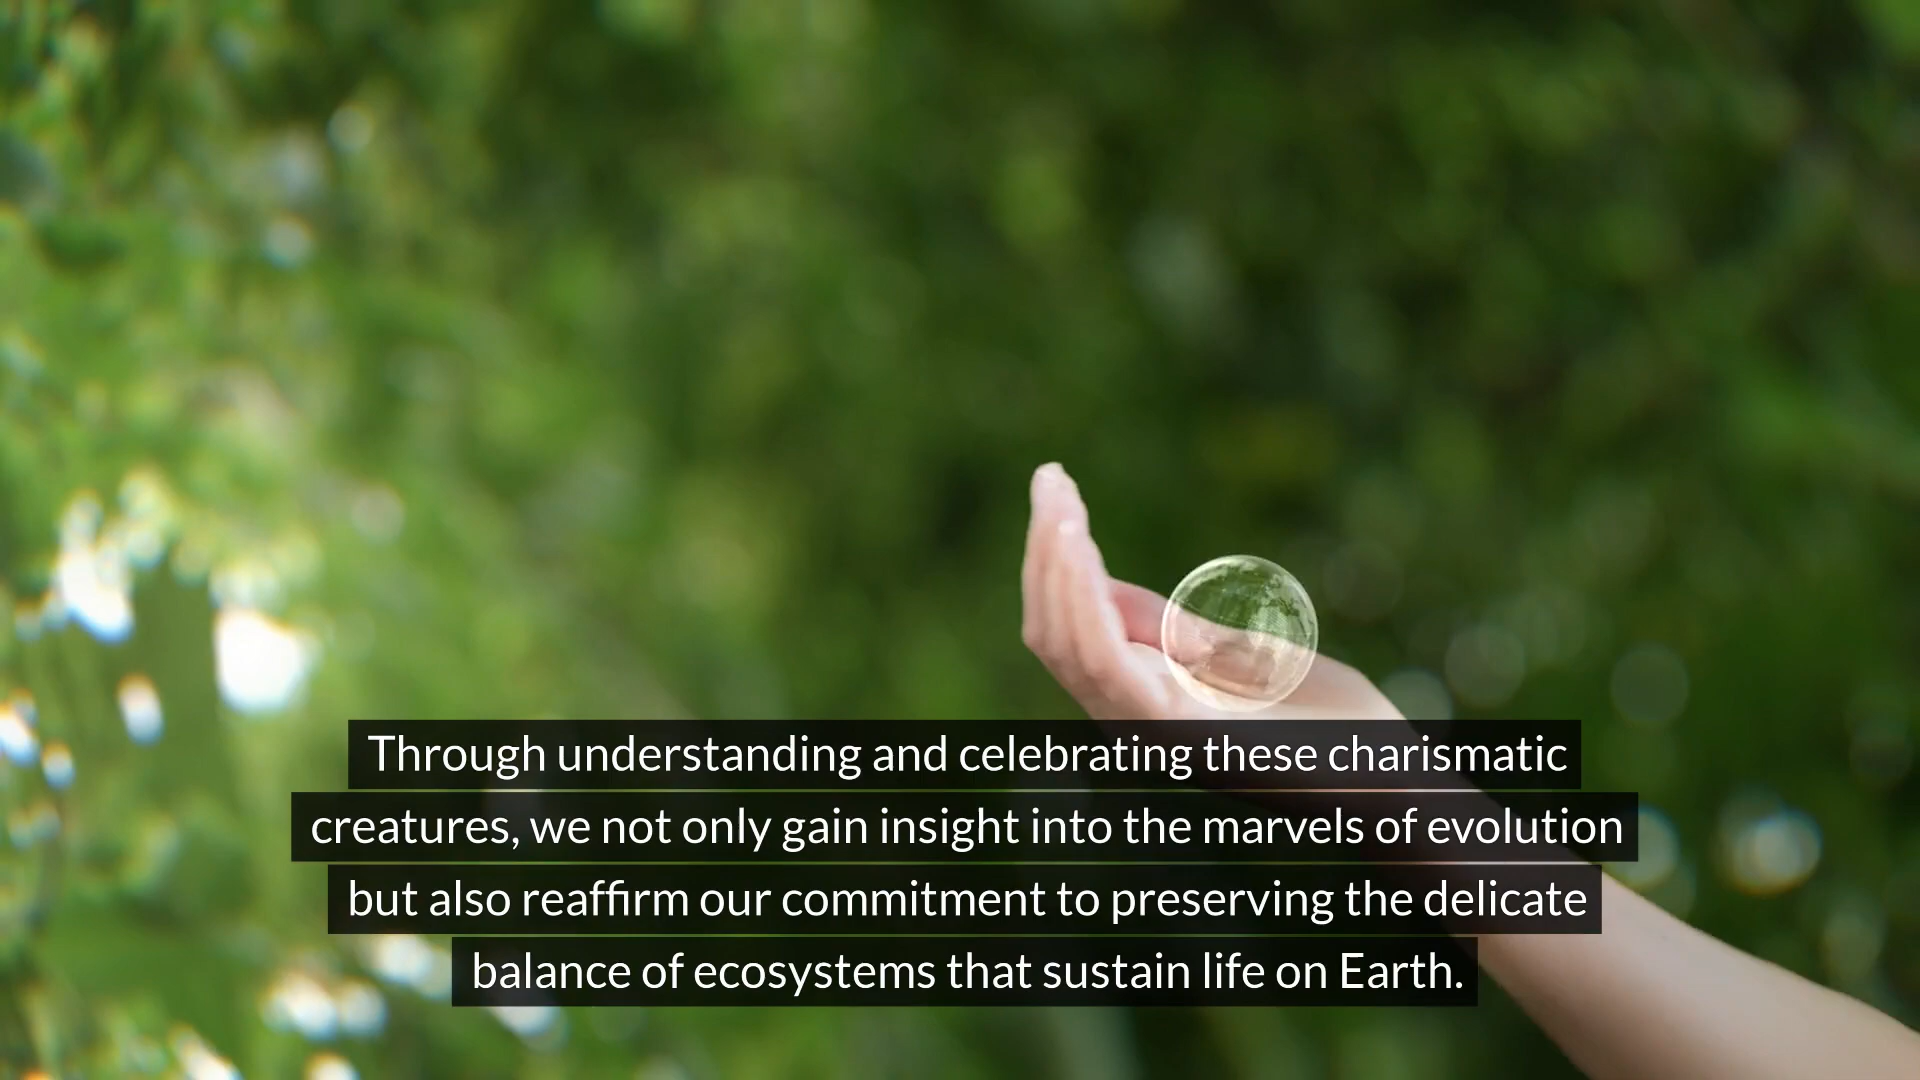 Through understanding and celebrating these charismatic
creatures, we not only gain insight into the marvels of evolution
but also reaffirm our commitment to preserving the delicate
balance of ecosystems that sustain life on Earth.